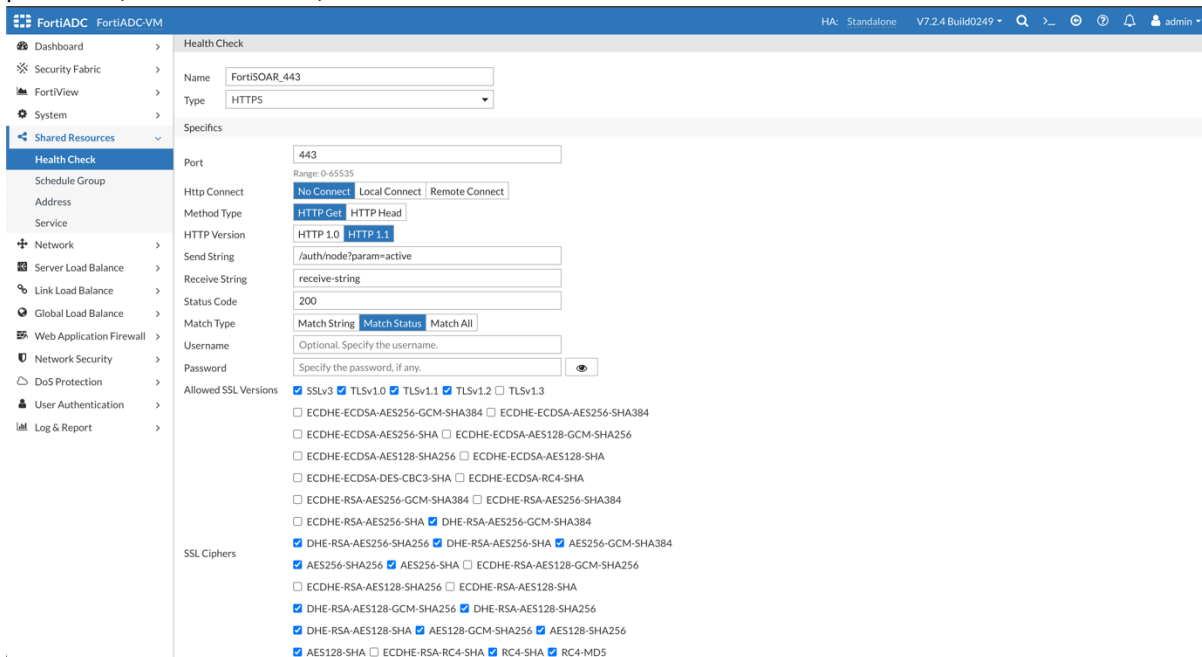 FortiADC FortiADC-VM HA: Standalone V7.2.4 Build0249 >_ admin
Dashboard
Security Fabric
FortiView
System
Shared Resources
Health Check
Schedule Group
Address
Service
Network
Server Load Balance
Link Load Balance
Global Load Balance
Web Application Firewall
Network Security
DoS Protection
User Authentication
Log & Report
Health Check
Name FortiSOAR_443
Type HTTPS
Specifics
Port 443
Range: 0-65535
Http Connect No Connect Local Connect Remote Connect
Method Type HTTP Get HTTP Head
HTTP Version HTTP 1.0 HTTP 1.1
Send String /auth/node?param=active
Receive String receive-string
Status Code 200
Match Type Match String Match Status Match All
Username Optional. Specify the username.
Password Specify the password, if any.
Allowed SSL Versions SSLv3 TLSv1.0 TLSv1.1 TLSv1.2 TLSv1.3
ECDHE-ECDSA-AES256-GCM-SHA384 ECDHE-ECDSA-AES256-SHA384
ECDHE-ECDSA-AES256-SHA ECDHE-ECDSA-AES128-GCM-SHA256
ECDHE-ECDSA-AES128-SHA256 ECDHE-ECDSA-AES128-SHA
ECDHE-ECDSA-DES-CBC3-SHA ECDHE-ECDSA-RC4-SHA
ECDHE-RSA-AES256-GCM-SHA384 ECDHE-RSA-AES256-SHA384
ECDHE-RSA-AES256-SHA DHE-RSA-AES256-GCM-SHA384
SSL Ciphers DHE-RSA-AES256-SHA256 DHE-RSA-AES256-SHA AES256-GCM-SHA384
AES256-SHA256 AES256-SHA ECDHE-RSA-AES128-GCM-SHA256
ECDHE-RSA-AES128-SHA256 ECDHE-RSA-AES128-SHA
DHE-RSA-AES128-GCM-SHA256 DHE-RSA-AES128-SHA256
DHE-RSA-AES128-SHA AES128-GCM-SHA256 AES128-SHA256
AES128-SHA ECDHE-RSA-RC4-SHA RC4-SHA RC4-MD5